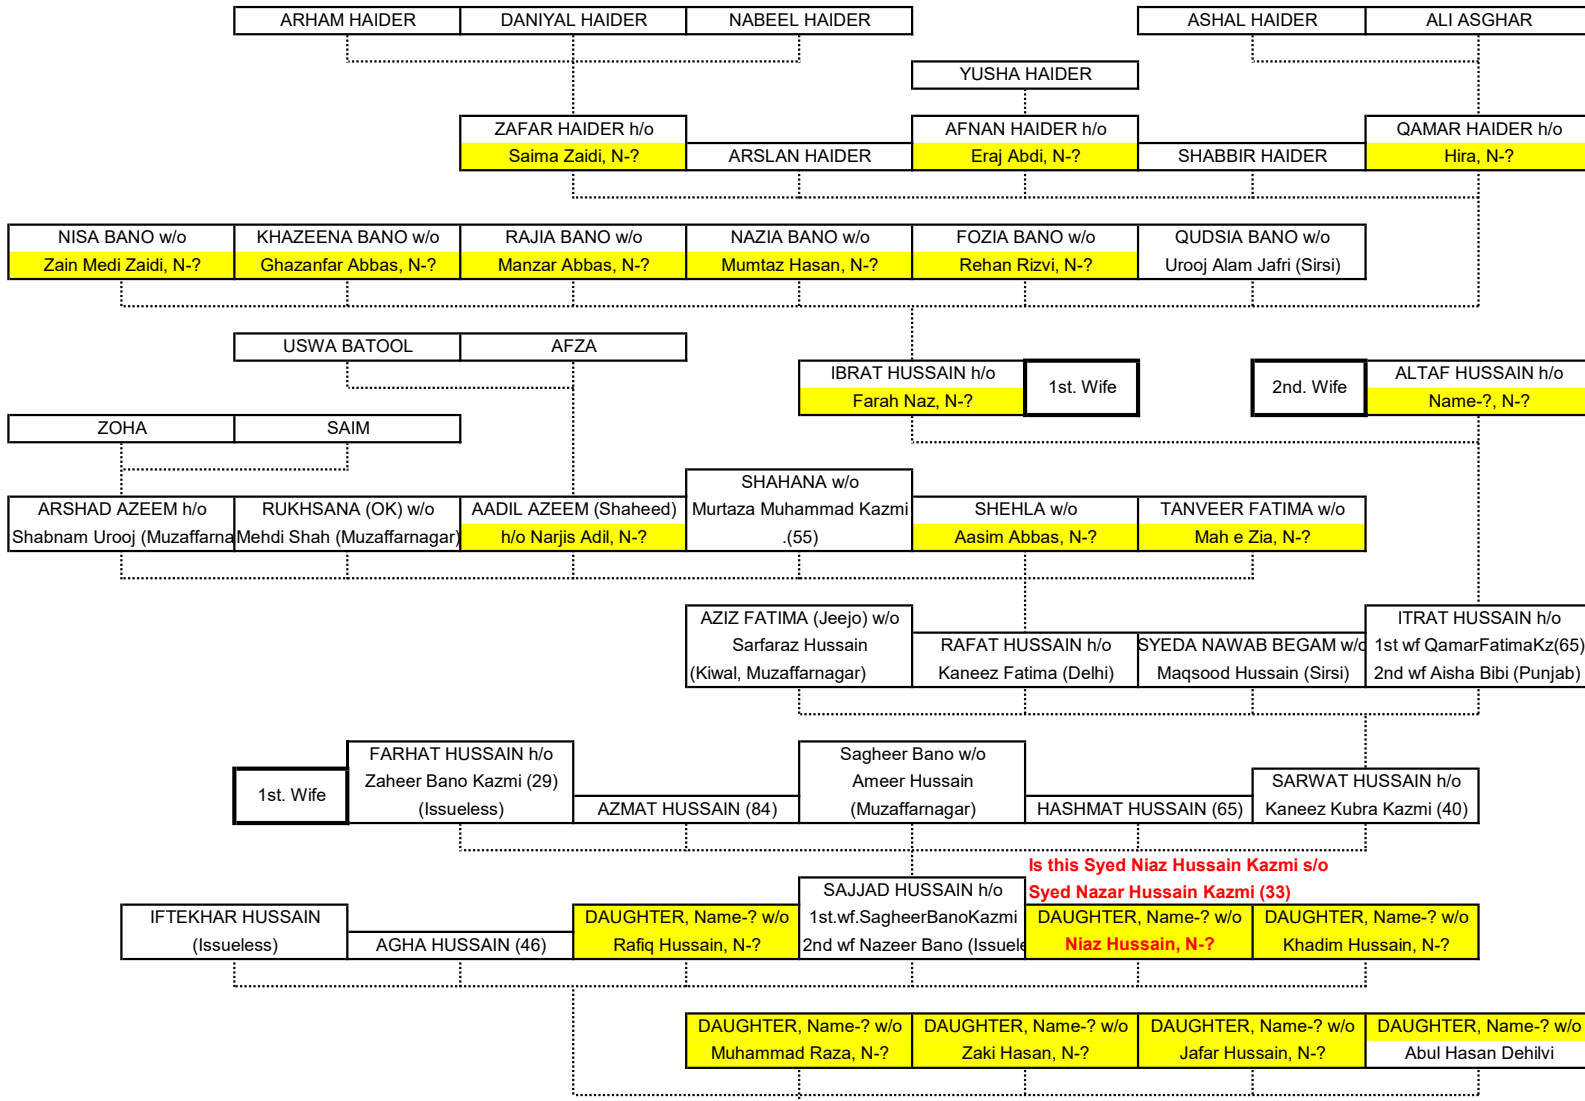 ARHAM HAIDER
DANIYAL HAIDER
NABEEL HAIDER
ASHAL HAIDER
ALI ASGHAR
YUSHA HAIDER
ZAFAR HAIDER h/o
Saima Zaidi, N-?
ARSLAN HAIDER
AFNAN HAIDER h/o
Eraj Abdi, N-?
SHABBIR HAIDER
QAMAR HAIDER h/o
Hira, N-?
NISA BANO w/o
Zain Medi Zaidi, N-?
KHAZEENA BANO w/o
Ghazanfar Abbas, N-?
RAJIA BANO w/o
Manzar Abbas, N-?
NAZIA BANO w/o
Mumtaz Hasan, N-?
FOZIA BANO w/o
Rehan Rizvi, N-?
QUDSIA BANO w/o
Urooj Alam Jafri (Sirsi)
USWA BATOOL
AFZA
IBRAT HUSSAIN h/o
Farah Naz, N-?
1st. Wife
2nd. Wife
ALTAF HUSSAIN h/o
Name-?, N-?
ZOHA
SAIM
ARSHAD AZEEM h/o
Shabnam Urooj (Muzaffarna
RUKHSANA (OK) w/o
Mehdi Shah (Muzaffarnagar)
AADIL AZEEM (Shaheed)
h/o Narjis Adil, N-?
SHAHANA w/o
Murtaza Muhammad Kazmi
.(55)
SHEHLA w/o
Aasim Abbas, N-?
TANVEER FATIMA w/o
Mah e Zia, N-?
AZIZ FATIMA (Jeejo) w/o
Sarfaraz Hussain
(Kiwal, Muzaffarnagar)
RAFAT HUSSAIN h/o
Kaneez Fatima (Delhi)
SYEDA NAWAB BEGAM w/o
Maqsood Hussain (Sirsi)
ITRAT HUSSAIN h/o
1st wf QamarFatimaKz(65)
2nd wf Aisha Bibi (Punjab)
1st. Wife
FARHAT HUSSAIN h/o
Zaheer Bano Kazmi (29)
(Issueless)
AZMAT HUSSAIN (84)
Sagheer Bano w/o
Ameer Hussain
(Muzaffarnagar)
HASHMAT HUSSAIN (65)
SARWAT HUSSAIN h/o
Kaneez Kubra Kazmi (40)
Is this Syed Niaz Hussain Kazmi s/o
Syed Nazar Hussain Kazmi (33)
IFTEKHAR HUSSAIN
(Issueless)
AGHA HUSSAIN (46)
DAUGHTER, Name-? w/o
Rafiq Hussain, N-?
SAJJAD HUSSAIN h/o
1st.wf.SagheerBanoKazmi
2nd wf Nazeer Bano (Issuele
DAUGHTER, Name-? w/o
Niaz Hussain, N-?
DAUGHTER, Name-? w/o
Khadim Hussain, N-?
DAUGHTER, Name-? w/o
Muhammad Raza, N-?
DAUGHTER, Name-? w/o
Zaki Hasan, N-?
DAUGHTER, Name-? w/o
Jafar Hussain, N-?
DAUGHTER, Name-? w/o
Abul Hasan Dehilvi